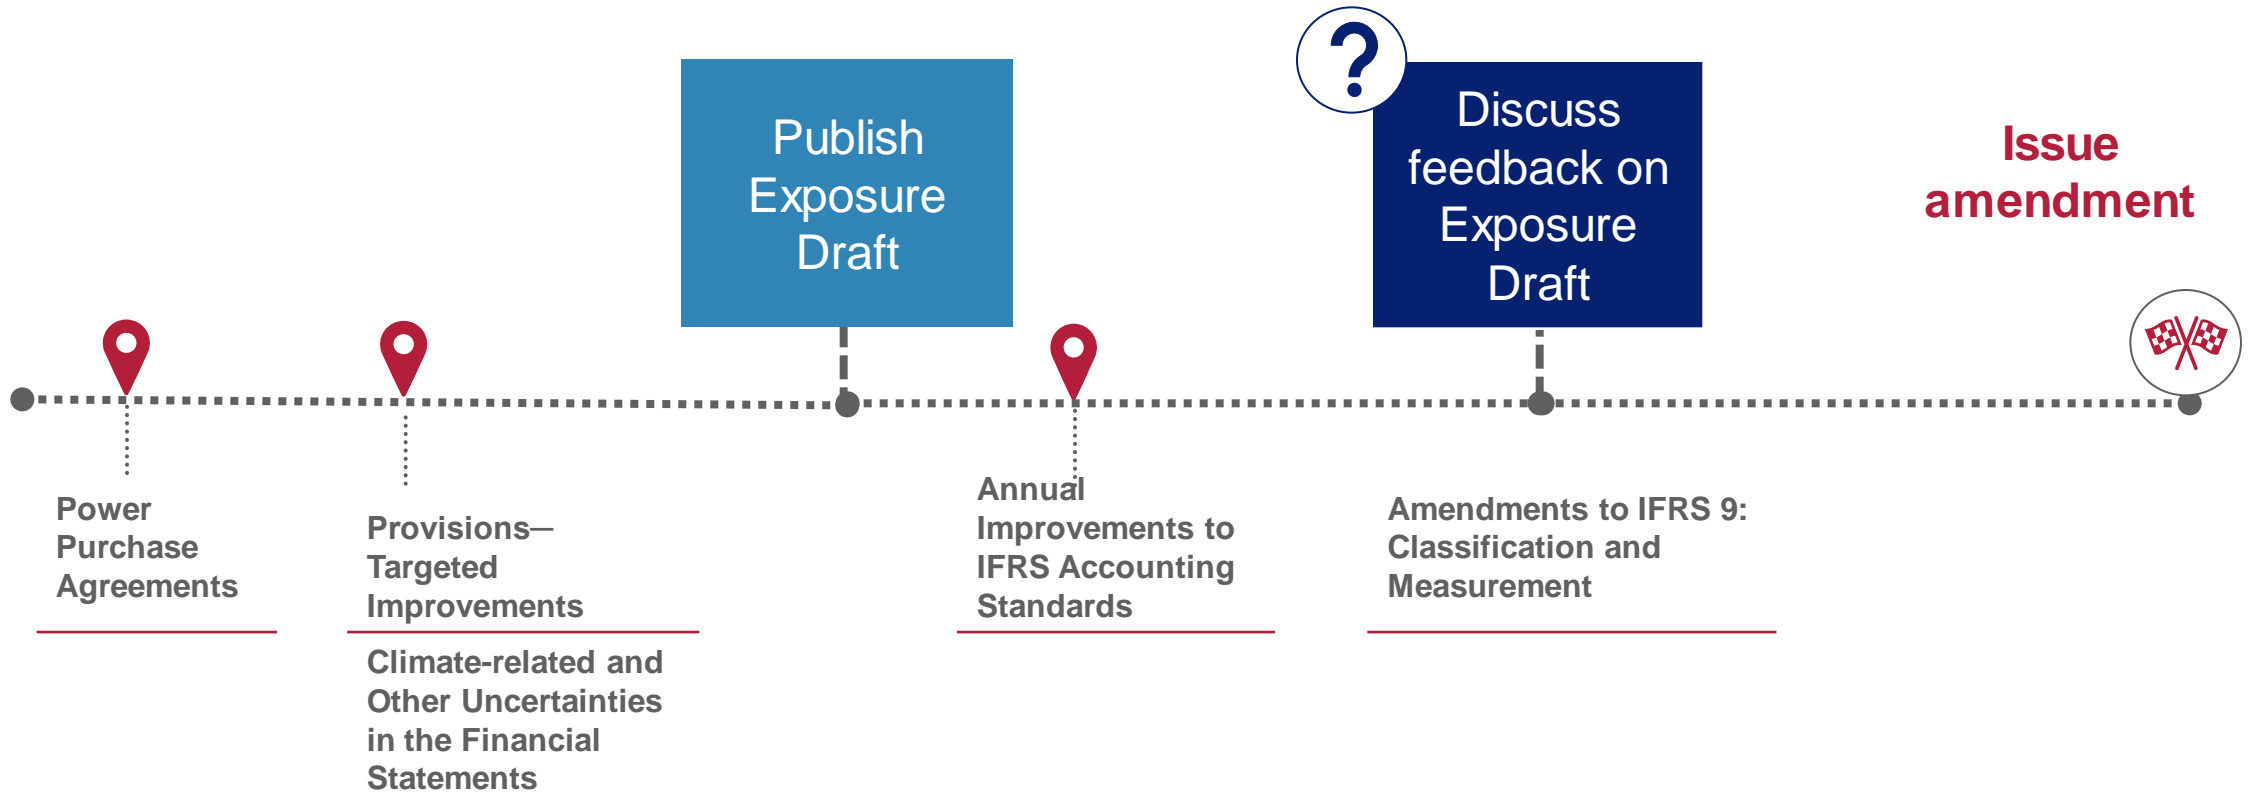 Publish
Exposure
Draft
?
Discuss
feedback on
Exposure
Draft
Issue
amendment
Power
Purchase
Agreements
Provisions—
Targeted
Improvements
Climate-related and
Other Uncertainties
in the Financial
Statements
Annual
Improvements to
IFRS Accounting
Standards
Amendments to IFRS 9:
Classification and
Measurement